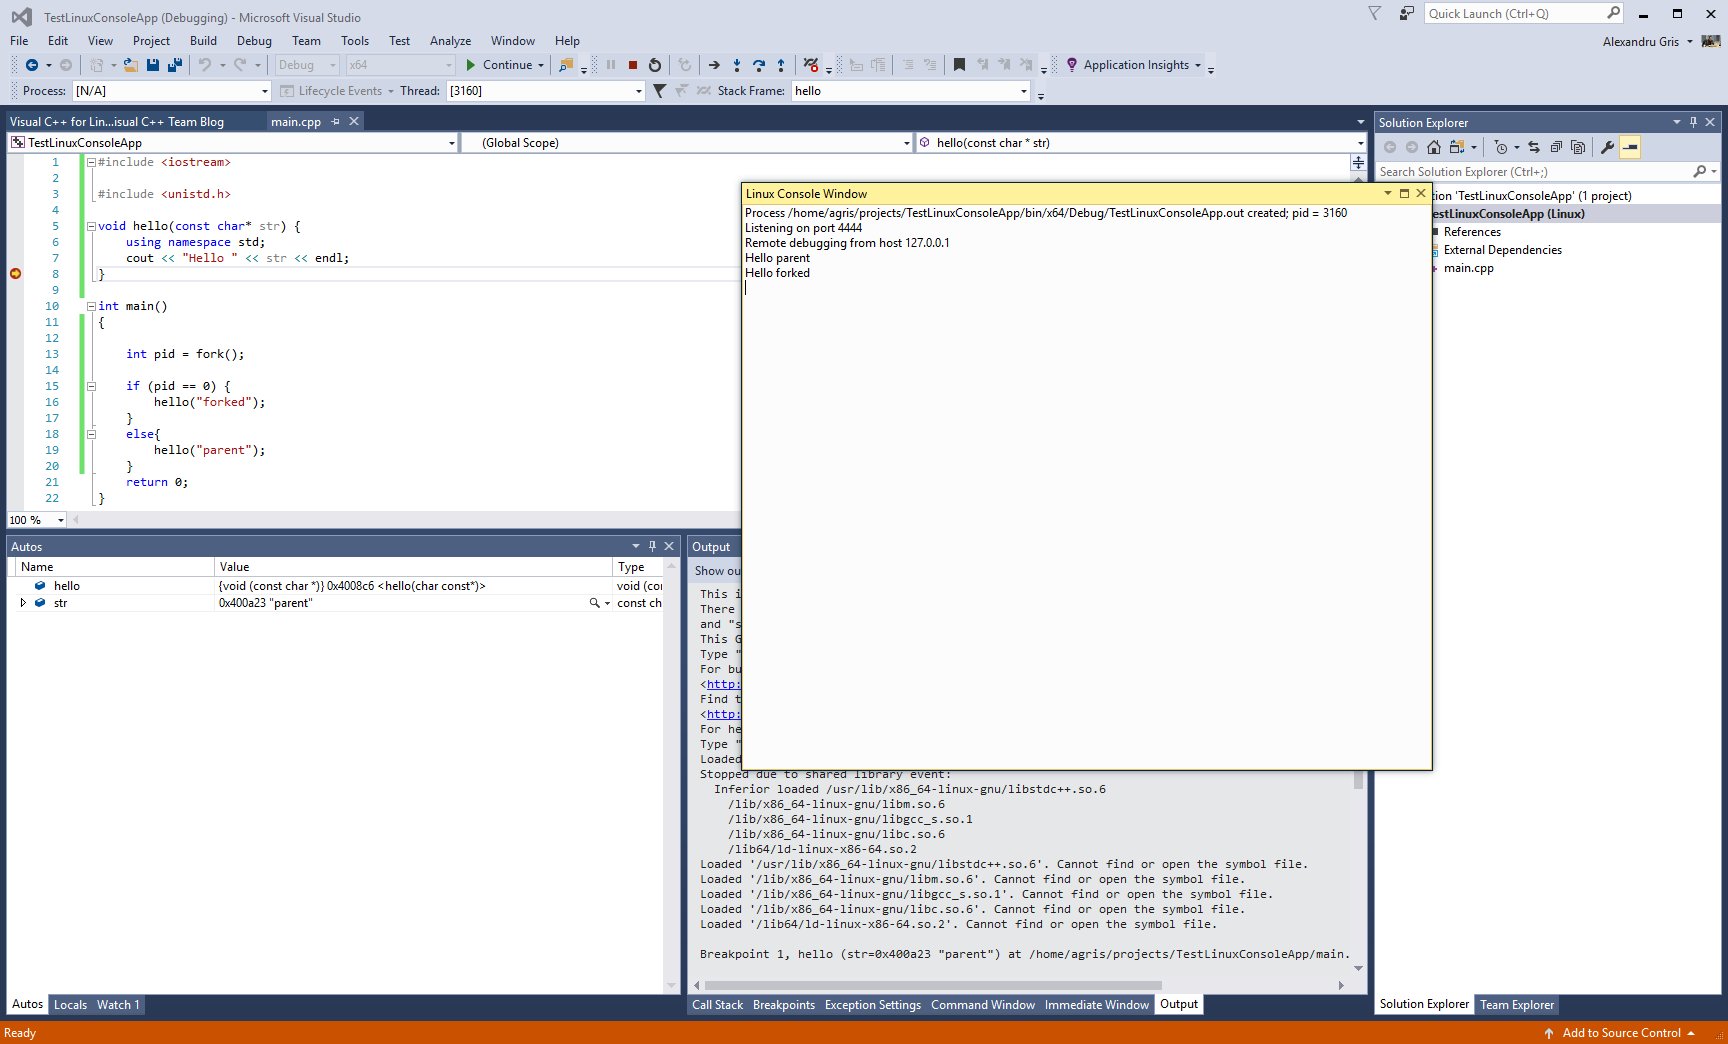 TestLinuxConsoleApp (Debugging) - Microsoft Visual Studio
Quick Launch (Ctrl+Q)
File Edit View Project Build Debug Team Tools Test Analyze Window Help
Alexandru Gris
Debug x64 Continue Application Insights
Process: [N/A] Lifecycle Events Thread: [3160] Stack Frame: hello
Visual C++ for Lin...isual C++ Team Blog main.cpp
TestLinuxConsoleApp (Global Scope) hello(const char * str)
1 #include <iostream>
2
3 #include <unistd.h>
4
5 void hello(const char* str) {
6 using namespace std;
7 cout << "Hello " << str << endl;
8 }
9
10 int main()
11 {
12
13 int pid = fork();
14
15 if (pid == 0) {
16 hello("forked");
17 }
18 else{
19 hello("parent");
20 }
21 return 0;
22 }
100 %
Linux Console Window
Process /home/agris/projects/TestLinuxConsoleApp/bin/x64/Debug/TestLinuxConsoleApp.out created; pid = 3160
Listening on port 4444
Remote debugging from host 127.0.0.1
Hello parent
Hello forked
Solution Explorer
Search Solution Explorer (Ctrl+;)
tion 'TestLinuxConsoleApp' (1 project)
estLinuxConsoleApp (Linux)
References
External Dependencies
main.cpp
Autos
Name Value Type
hello {void (const char *)} 0x4008c6 <hello(char const*)> void (co
str 0x400a23 "parent" const ch
Output
Show ou
This i
There
and "s
This G
Type "
For bu
<http:
Find t
<http:
For he
Type "
Loaded
Stopped due to shared library event:
Inferior loaded /usr/lib/x86_64-linux-gnu/libstdc++.so.6
/lib/x86_64-linux-gnu/libm.so.6
/lib/x86_64-linux-gnu/libgcc_s.so.1
/lib/x86_64-linux-gnu/libc.so.6
/lib64/ld-linux-x86-64.so.2
Loaded '/usr/lib/x86_64-linux-gnu/libstdc++.so.6'. Cannot find or open the symbol file.
Loaded '/lib/x86_64-linux-gnu/libm.so.6'. Cannot find or open the symbol file.
Loaded '/lib/x86_64-linux-gnu/libgcc_s.so.1'. Cannot find or open the symbol file.
Loaded '/lib/x86_64-linux-gnu/libc.so.6'. Cannot find or open the symbol file.
Loaded '/lib64/ld-linux-x86-64.so.2'. Cannot find or open the symbol file.
Breakpoint 1, hello (str=0x400a23 "parent") at /home/agris/projects/TestLinuxConsoleApp/main.
Autos Locals Watch 1
Call Stack Breakpoints Exception Settings Command Window Immediate Window Output
Solution Explorer Team Explorer
Ready
Add to Source Control